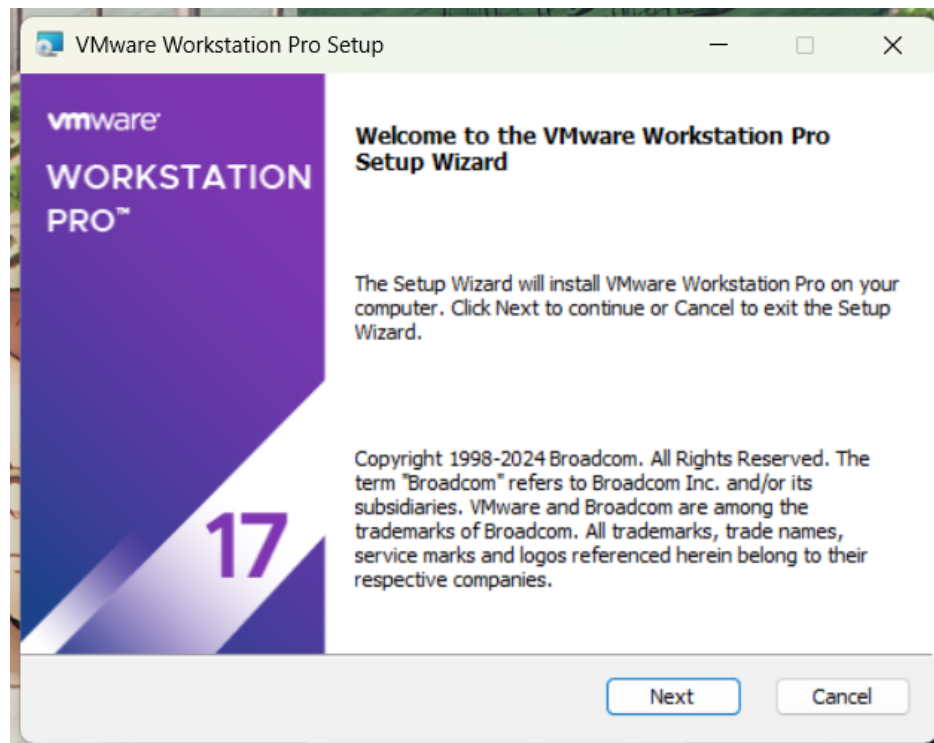 VMware Workstation Pro Setup
vmware
WORKSTATION
PRO™
17
Welcome to the VMware Workstation Pro
Setup Wizard
The Setup Wizard will install VMware Workstation Pro on your
computer. Click Next to continue or Cancel to exit the Setup
Wizard.
Copyright 1998-2024 Broadcom. All Rights Reserved. The
term "Broadcom" refers to Broadcom Inc. and/or its
subsidiaries. VMware and Broadcom are among the
trademarks of Broadcom. All trademarks, trade names,
service marks and logos referenced herein belong to their
respective companies.
Next
Cancel